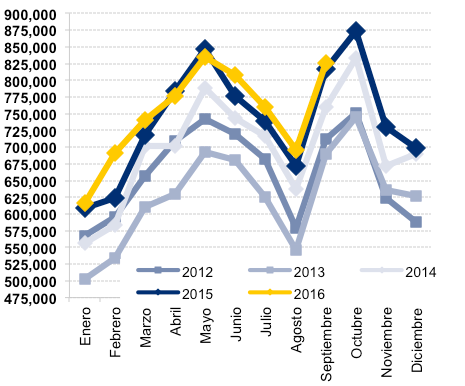 900,000
875,000
850,000
825,000
800,000
775,000
750,000
725,000
700,000
675,000
650,000
625,000
600,000
575,000
550,000
525,000
500,000
475,000
2012
2013
2014
2015
2016
Enero
Febrero
Marzo
Abril
Mayo
Junio
Julio
Agosto
Septiembre
Octubre
Noviembre
Diciembre